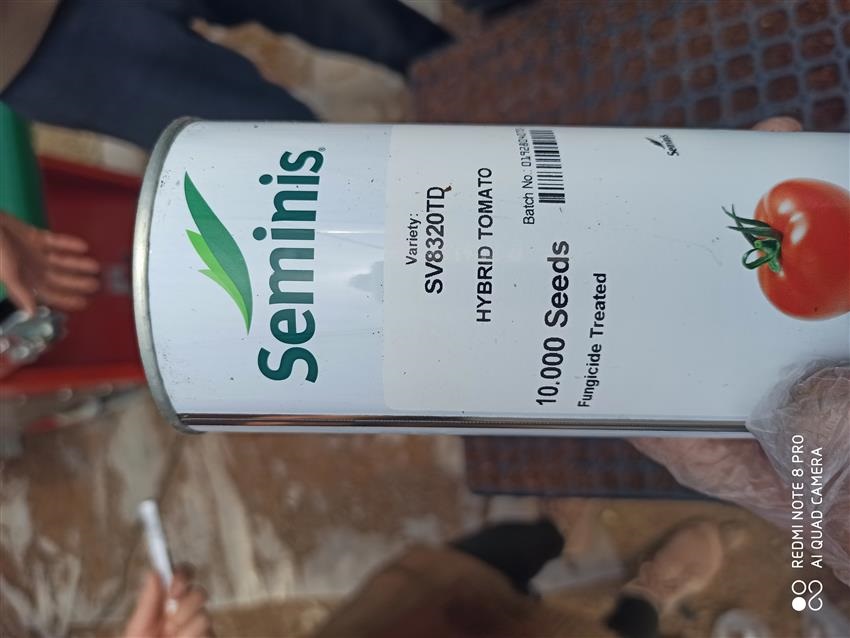 Seminis®
Variety:
SV8320TD
HYBRID TOMATO
Batch No.:
10.000 Seeds
Fungicide Treated
Seminis
REDMI NOTE 8 PRO
AI QUAD CAMERA